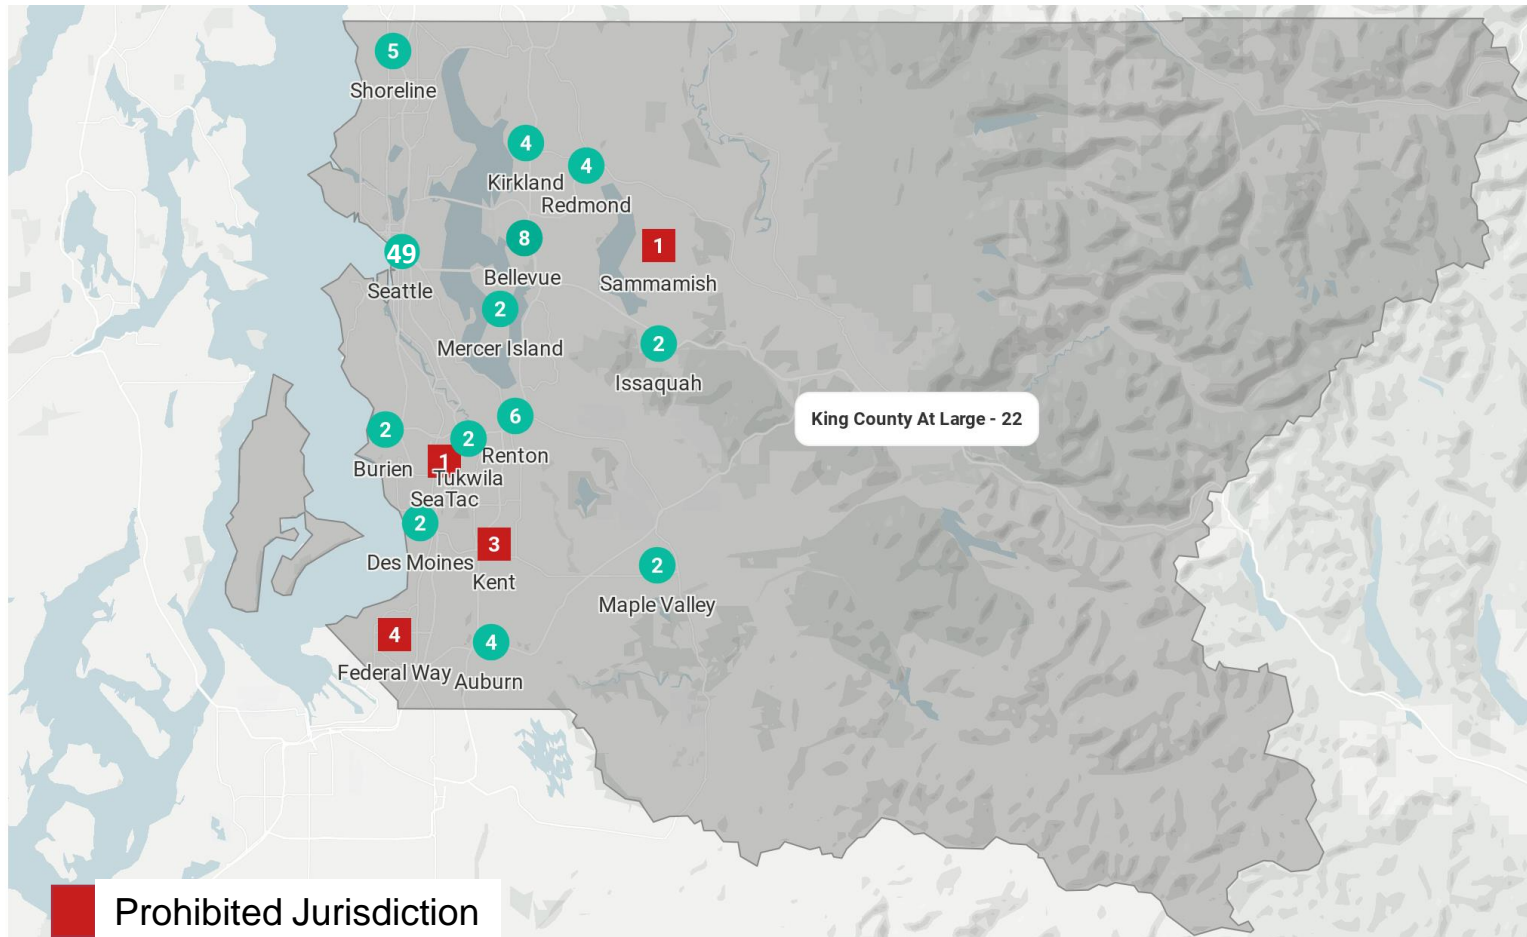 5
Shoreline
4
Kirkland
4
Redmond
49
Seattle
8
Bellevue
1
Sammamish
2
Mercer Island
2
Issaquah
King County At Large - 22
2
Burien
6
Renton
2
Tukwila
1
SeaTac
2
Des Moines
3
Kent
2
Maple Valley
4
Federal Way
4
Auburn
Prohibited Jurisdiction